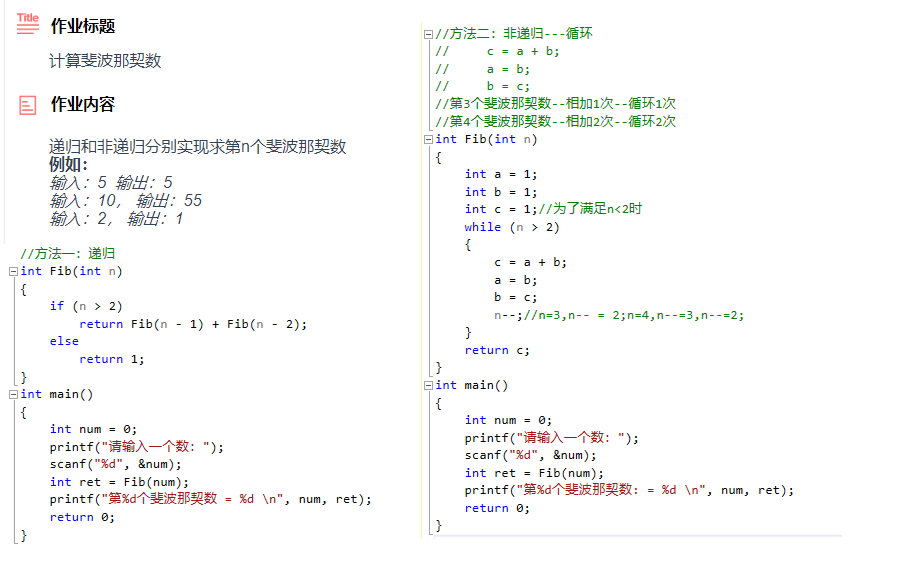 Title 作业标题
计算斐波那契数
作业内容
递归和非递归分别实现求第n个斐波那契数
例如：
输入：5 输出：5
输入：10， 输出：55
输入：2， 输出：1
//方法一：递归
int Fib(int n)
{
    if (n > 2)
        return Fib(n - 1) + Fib(n - 2);
    else
        return 1;
}
int main()
{
    int num = 0;
    printf("请输入一个数：");
    scanf("%d", &num);
    int ret = Fib(num);
    printf("第%d个斐波那契数 = %d \n", num, ret);
    return 0;
}
//方法二：非递归---循环
//     c = a + b;
//     a = b;
//     b = c;
//第3个斐波那契数--相加1次--循环1次
//第4个斐波那契数--相加2次--循环2次
int Fib(int n)
{
    int a = 1;
    int b = 1;
    int c = 1;//为了满足n<2时
    while (n > 2)
    {
        c = a + b;
        a = b;
        b = c;
        n--;//n=3,n-- = 2;n=4,n--=3,n--=2;
    }
    return c;
}
int main()
{
    int num = 0;
    printf("请输入一个数：");
    scanf("%d", &num);
    int ret = Fib(num);
    printf("第%d个斐波那契数：= %d \n", num, ret);
    return 0;
}